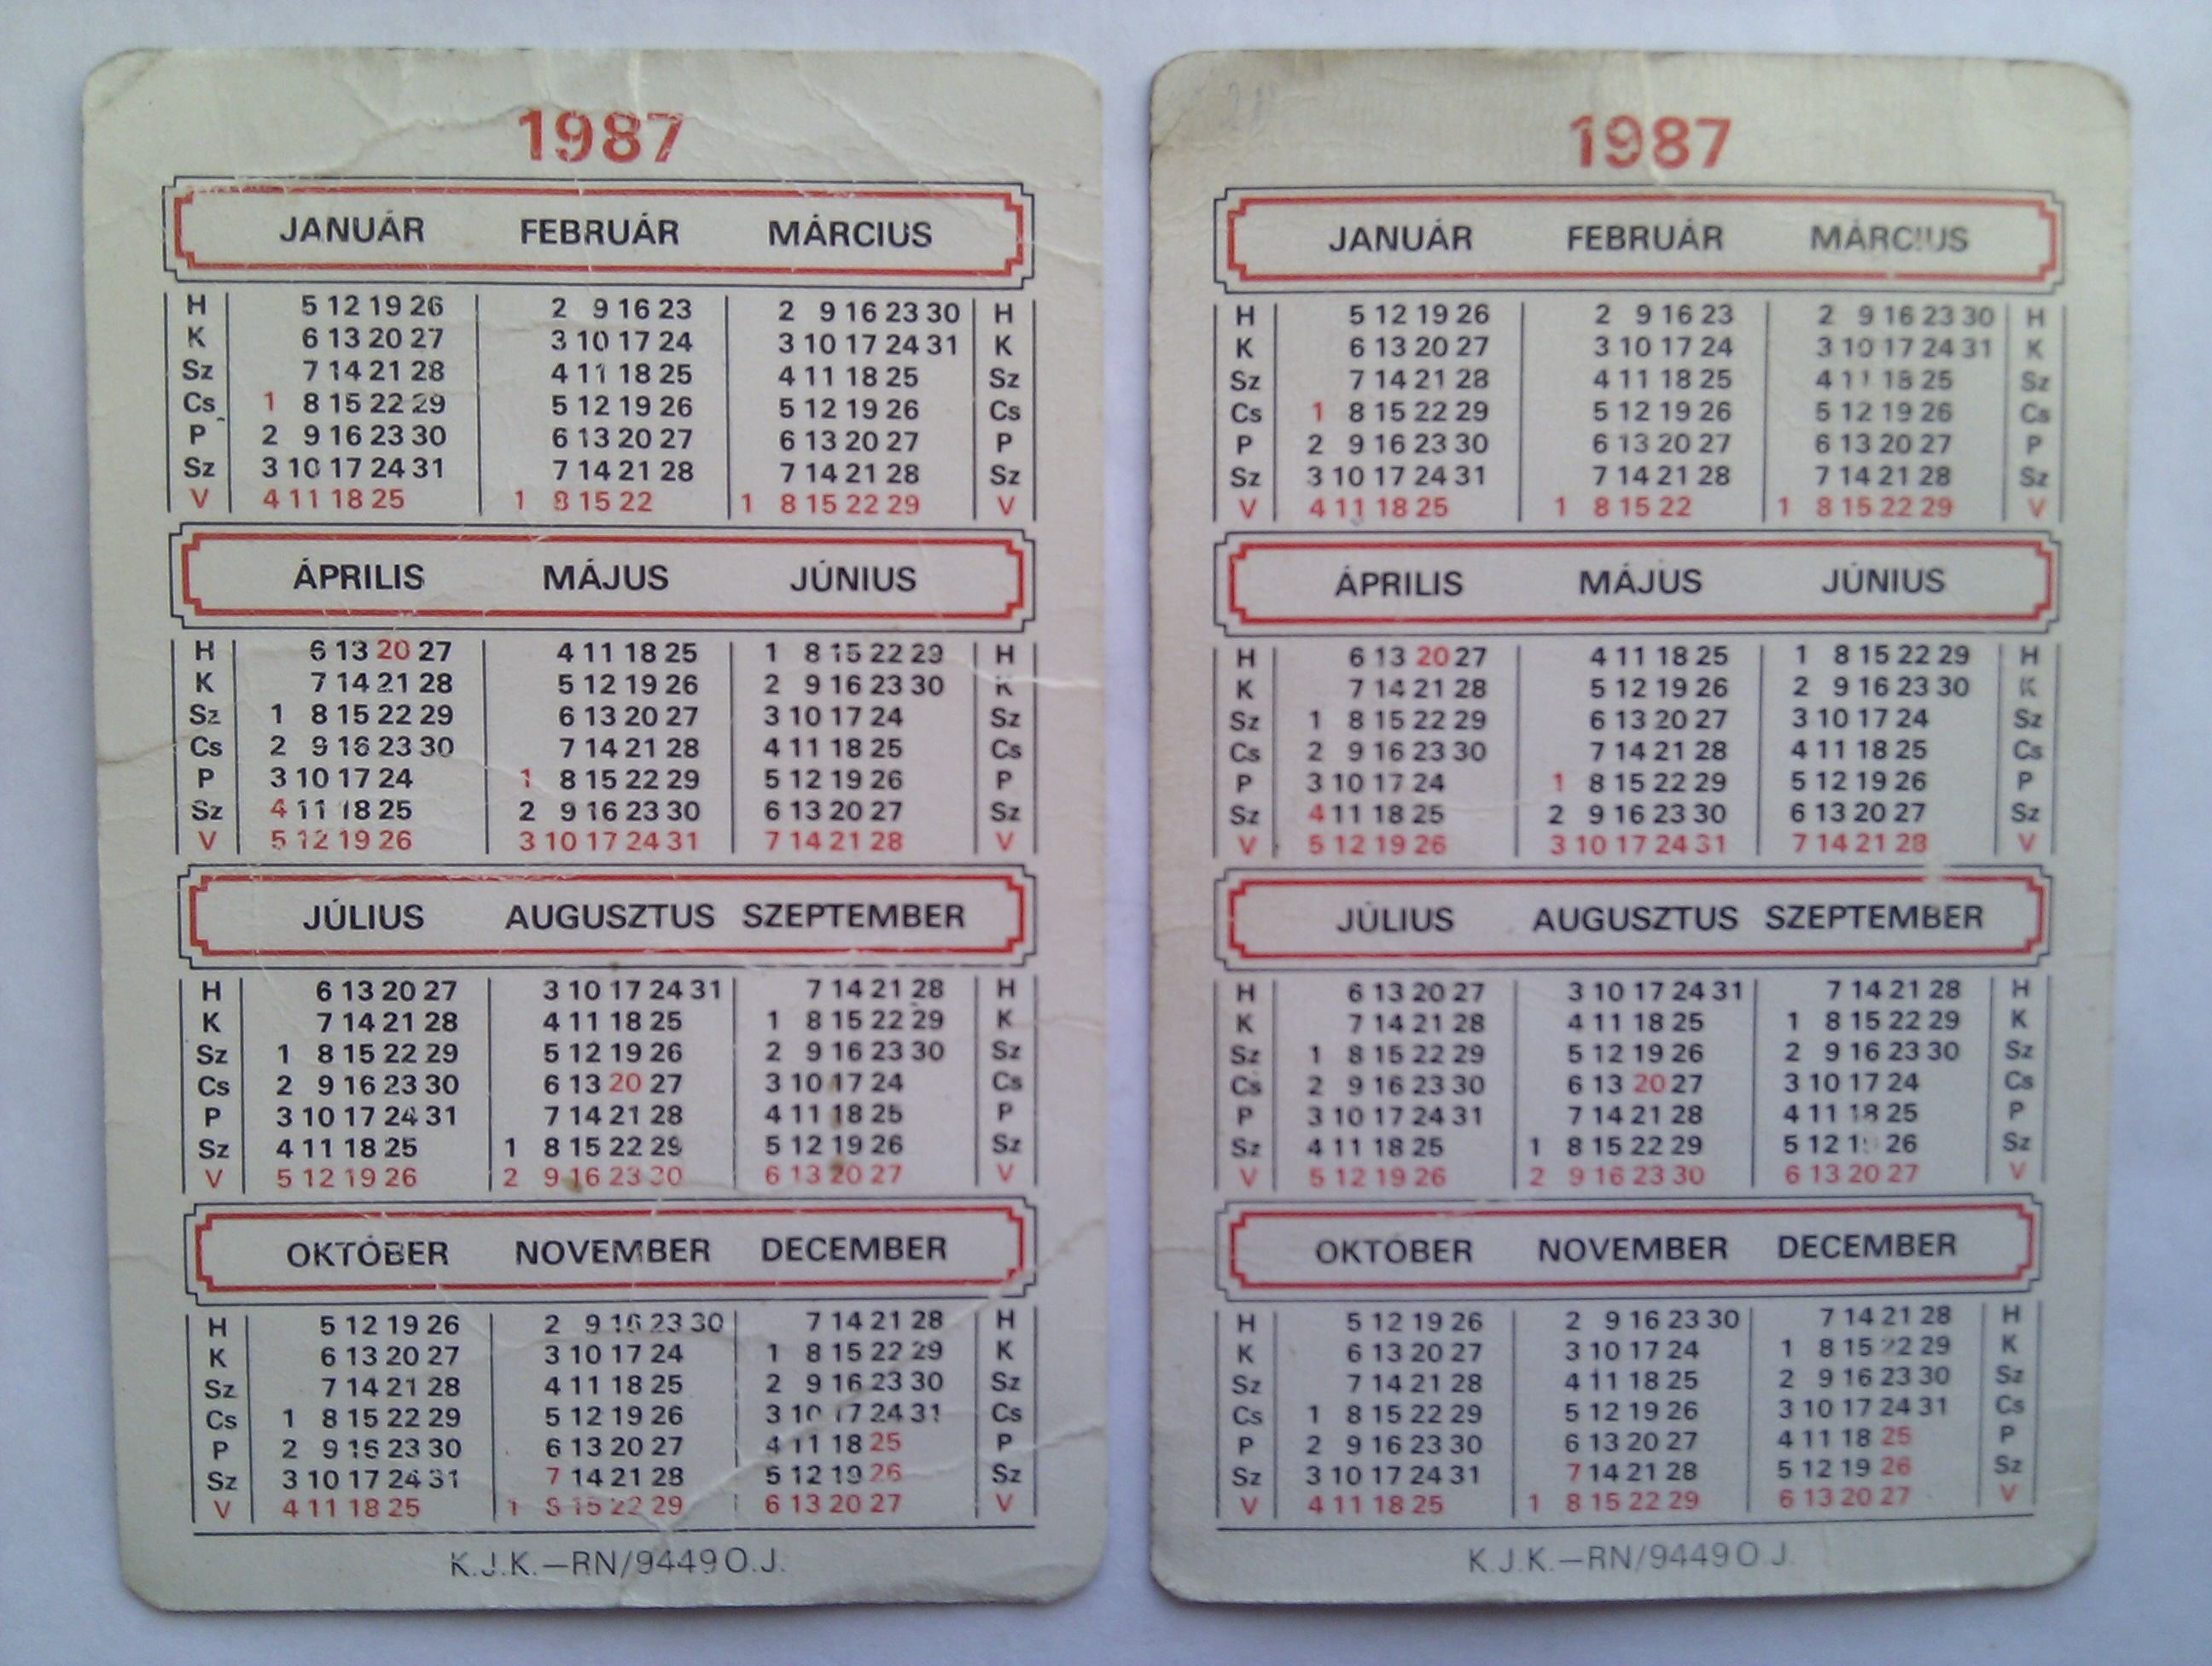 1987
JANUÁR FEBRUÁR MÁRCIUS
H 5 12 19 26 2 9 16 23 2 9 16 23 30 H
K 6 13 20 27 3 10 17 24 3 10 17 24 31 K
Sz 7 14 21 28 4 11 18 25 4 11 18 25 Sz
Cs 1 8 15 22 29 5 12 19 26 5 12 19 26 Cs
P 2 9 16 23 30 6 13 20 27 6 13 20 27 P
Sz 3 10 17 24 31 7 14 21 28 7 14 21 28 Sz
V 4 11 18 25 1 8 15 22 1 8 15 22 29 V
ÁPRILIS MÁJUS JÚNIUS
H 6 13 20 27 4 11 18 25 1 8 15 22 29 H
K 7 14 21 28 5 12 19 26 2 9 16 23 30 K
Sz 1 8 15 22 29 6 13 20 27 3 10 17 24 Sz
Cs 2 9 16 23 30 7 14 21 28 4 11 18 25 Cs
P 3 10 17 24 1 8 15 22 29 5 12 19 26 P
Sz 4 11 18 25 2 9 16 23 30 6 13 20 27 Sz
V 5 12 19 26 3 10 17 24 31 7 14 21 28 V
JÚLIUS AUGUSZTUS SZEPTEMBER
H 6 13 20 27 3 10 17 24 31 7 14 21 28 H
K 7 14 21 28 4 11 18 25 1 8 15 22 29 K
Sz 1 8 15 22 29 5 12 19 26 2 9 16 23 30 Sz
Cs 2 9 16 23 30 6 13 20 27 3 10 17 24 Cs
P 3 10 17 24 31 7 14 21 28 4 11 18 25 P
Sz 4 11 18 25 1 8 15 22 29 5 12 19 26 Sz
V 5 12 19 26 2 9 16 23 30 6 13 20 27 V
OKTÓBER NOVEMBER DECEMBER
H 5 12 19 26 2 9 16 23 30 7 14 21 28 H
K 6 13 20 27 3 10 17 24 1 8 15 22 29 K
Sz 7 14 21 28 4 11 18 25 2 9 16 23 30 Sz
Cs 1 8 15 22 29 5 12 19 26 3 10 17 24 31 Cs
P 2 9 16 23 30 6 13 20 27 4 11 18 25 P
Sz 3 10 17 24 31 7 14 21 28 5 12 19 26 Sz
V 4 11 18 25 1 8 15 22 29 6 13 20 27 V
K.J.K.—RN/9449 O.J.
1987
JANUÁR FEBRUÁR MÁRCIUS
H 5 12 19 26 2 9 16 23 2 9 16 23 30 H
K 6 13 20 27 3 10 17 24 3 10 17 24 31 K
Sz 7 14 21 28 4 11 18 25 4 11 18 25 Sz
Cs 1 8 15 22 29 5 12 19 26 5 12 19 26 Cs
P 2 9 16 23 30 6 13 20 27 6 13 20 27 P
Sz 3 10 17 24 31 7 14 21 28 7 14 21 28 Sz
V 4 11 18 25 1 8 15 22 1 8 15 22 29 V
ÁPRILIS MÁJUS JÚNIUS
H 6 13 20 27 4 11 18 25 1 8 15 22 29 H
K 7 14 21 28 5 12 19 26 2 9 16 23 30 K
Sz 1 8 15 22 29 6 13 20 27 3 10 17 24 Sz
Cs 2 9 16 23 30 7 14 21 28 4 11 18 25 Cs
P 3 10 17 24 1 8 15 22 29 5 12 19 26 P
Sz 4 11 18 25 2 9 16 23 30 6 13 20 27 Sz
V 5 12 19 26 3 10 17 24 31 7 14 21 28 V
JÚLIUS AUGUSZTUS SZEPTEMBER
H 6 13 20 27 3 10 17 24 31 7 14 21 28 H
K 7 14 21 28 4 11 18 25 1 8 15 22 29 K
Sz 1 8 15 22 29 5 12 19 26 2 9 16 23 30 Sz
Cs 2 9 16 23 30 6 13 20 27 3 10 17 24 Cs
P 3 10 17 24 31 7 14 21 28 4 11 18 25 P
Sz 4 11 18 25 1 8 15 22 29 5 12 26 Sz
V 5 12 19 26 2 9 16 23 30 6 13 20 27 V
OKTÓBER NOVEMBER DECEMBER
H 5 12 19 26 2 9 16 23 30 7 14 21 28 H
K 6 13 20 27 3 10 17 24 1 8 15 22 29 K
Sz 7 14 21 28 4 11 18 25 2 9 16 23 30 Sz
Cs 1 8 15 22 29 5 12 19 26 3 10 17 24 31 Cs
P 2 9 16 23 30 6 13 20 27 4 11 18 25 P
Sz 3 10 17 24 31 7 14 21 28 5 12 19 26 Sz
V 4 11 18 25 1 8 15 22 29 6 13 20 27 V
K.J.K.—RN/9449 O.J.